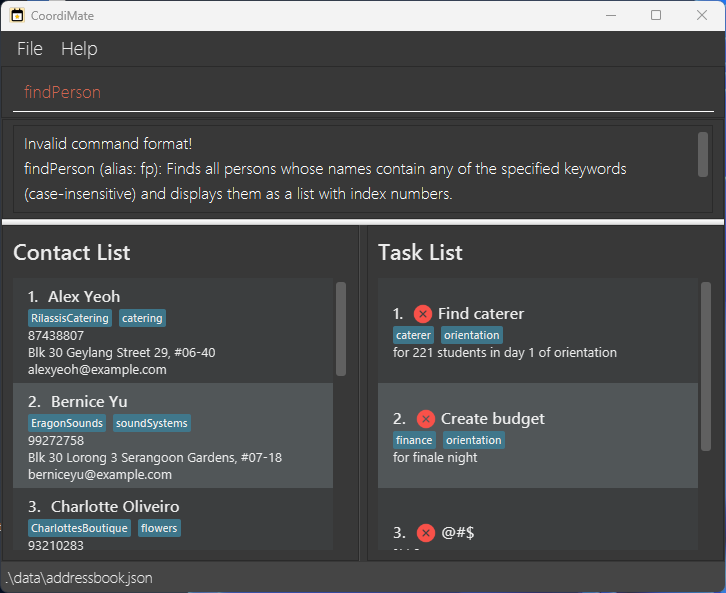 CoordiMate
File Help
findPerson
Invalid command format!
findPerson (alias: fp): Finds all persons whose names contain any of the specified keywords
(case-insensitive) and displays them as a list with index numbers.
Contact List
1. Alex Yeoh
RilassisCatering catering
87438807
Blk 30 Geylang Street 29, #06-40
alexyeoh@example.com
2. Bernice Yu
EragonSounds soundSystems
99272758
Blk 30 Lorong 3 Serangoon Gardens, #07-18
berniceyu@example.com
3. Charlotte Oliveiro
CharlottesBoutique flowers
93210283
Task List
1. Find caterer
caterer orientation
for 221 students in day 1 of orientation
2. Create budget
finance orientation
for finale night
3. @#$
.\data\addressbook.json